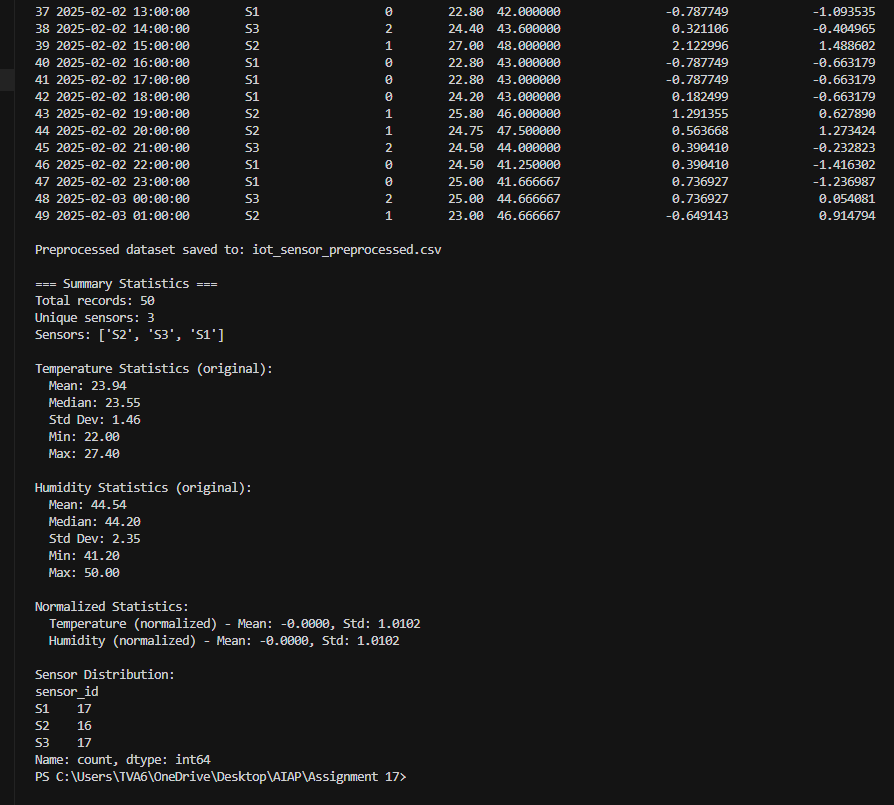 37 2025-02-02 13:00:00 S1 0 22.80 42.000000 -0.787749 -1.093535
38 2025-02-02 14:00:00 S3 2 24.40 43.600000 0.321106 -0.404965
39 2025-02-02 15:00:00 S2 1 27.00 48.000000 2.122996 1.488602
40 2025-02-02 16:00:00 S1 0 22.80 43.000000 -0.787749 -0.663179
41 2025-02-02 17:00:00 S1 0 22.80 43.000000 -0.787749 -0.663179
42 2025-02-02 18:00:00 S1 0 24.20 43.000000 0.182499 -0.663179
43 2025-02-02 19:00:00 S2 1 25.80 46.000000 1.291355 0.627890
44 2025-02-02 20:00:00 S2 1 24.75 47.500000 0.563668 1.273424
45 2025-02-02 21:00:00 S3 2 24.50 44.000000 0.390410 -0.232823
46 2025-02-02 22:00:00 S1 0 24.50 41.250000 0.390410 -1.416302
47 2025-02-02 23:00:00 S1 0 25.00 41.666667 0.736927 -1.236987
48 2025-02-03 00:00:00 S3 2 25.00 44.666667 0.736927 0.054081
49 2025-02-03 01:00:00 S2 1 23.00 46.666667 -0.649143 0.914794
Preprocessed dataset saved to: iot_sensor_preprocessed.csv
=== Summary Statistics ===
Total records: 50
Unique sensors: 3
Sensors: ['S2', 'S3', 'S1']
Temperature Statistics (original):
Mean: 23.94
Median: 23.55
Std Dev: 1.46
Min: 22.00
Max: 27.40
Humidity Statistics (original):
Mean: 44.54
Median: 44.20
Std Dev: 2.35
Min: 41.20
Max: 50.00
Normalized Statistics:
Temperature (normalized) - Mean: -0.0000, Std: 1.0102
Humidity (normalized) - Mean: -0.0000, Std: 1.0102
Sensor Distribution:
sensor_id
S1 17
S2 16
S3 17
Name: count, dtype: int64
PS C:\Users\TVA6\OneDrive\Desktop\AIAP\Assignment 17>